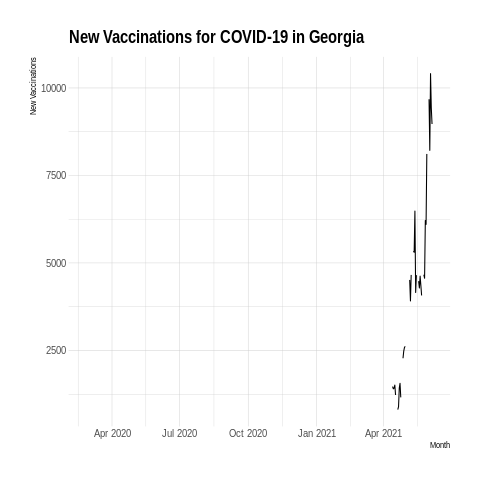 New Vaccinations for COVID-19 in Georgia
New Vaccinations
10000
7500
5000
2500
Apr 2020 Jul 2020 Oct 2020 Jan 2021 Apr 2021
Month